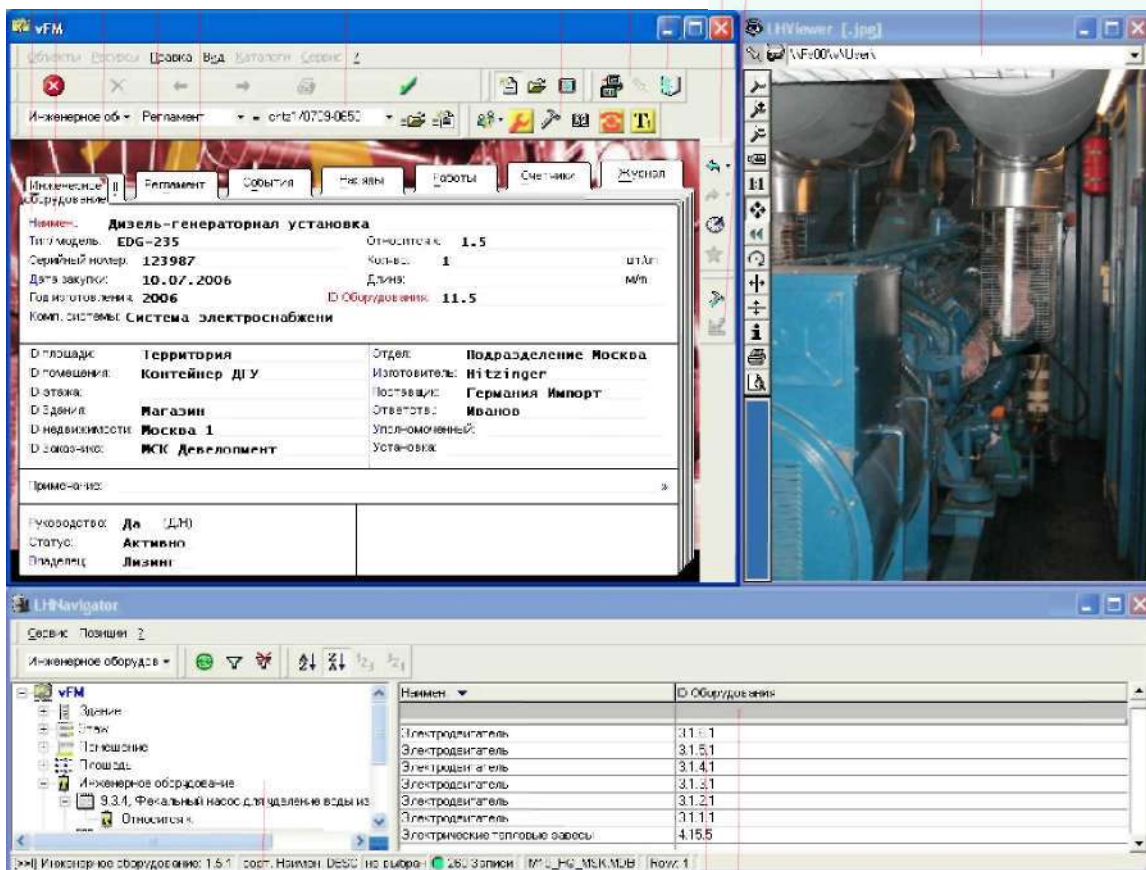 vFM
Объекты Ресурсы Правка Вид Каталоги Сервис ?
Инженерное об Регламент
Инженерное оборудование
Регламент
События
Наряды
Работы
Счетчики
Журнал
Наимен.: Дизель-генераторная установка
Тип/модель: EDG-235 Относится к: 1.5
Серийный номер: 123987 Кол-во: 1
Дата закупки: 10.07.2006 Длина: м/m
Год изготовления: 2006 ID Оборудования: 11.5
Комп. системы: Система электроснабжени
ID площади: Территория Отдел: Подразделение Москва
ID помещения: Контейнер ДГУ Изготовитель: Hitzinger
ID этажа: Поставщик: Германия Импорт
ID Здания: Магазин Ответств.: Иванов
ID недвижимости: Москва 1 Уполномоченный:
ID Заказчика: МСК Девелопмент Установка:
Примечание: »
Руководство: Да (Д/Н)
Статус: Активно
Владелец: Лизинг
LHViewer [.jpg]
\\Fs00\v\User\
1:1
LHNavigator
Сервис Позиции ?
Инженерное оборудов
vFM
Здание
Этаж
Помещение
Площадь
Инженерное оборудование
9.3.4, Фекальный насос для удаление воды из
Относится к
Наимен. ID Оборудования
Электродвигатель 3.1.6.1
Электродвигатель 3.1.5.1
Электродвигатель 3.1.4.1
Электродвигатель 3.1.3.1
Электродвигатель 3.1.2.1
Электродвигатель 3.1.1.1
Электрические тепловые завесы 4.15.5
[>>|] Инженерное оборудование: 1.5.1 сорт. Наимен. DESC не выбран 260 Записи Row: 1